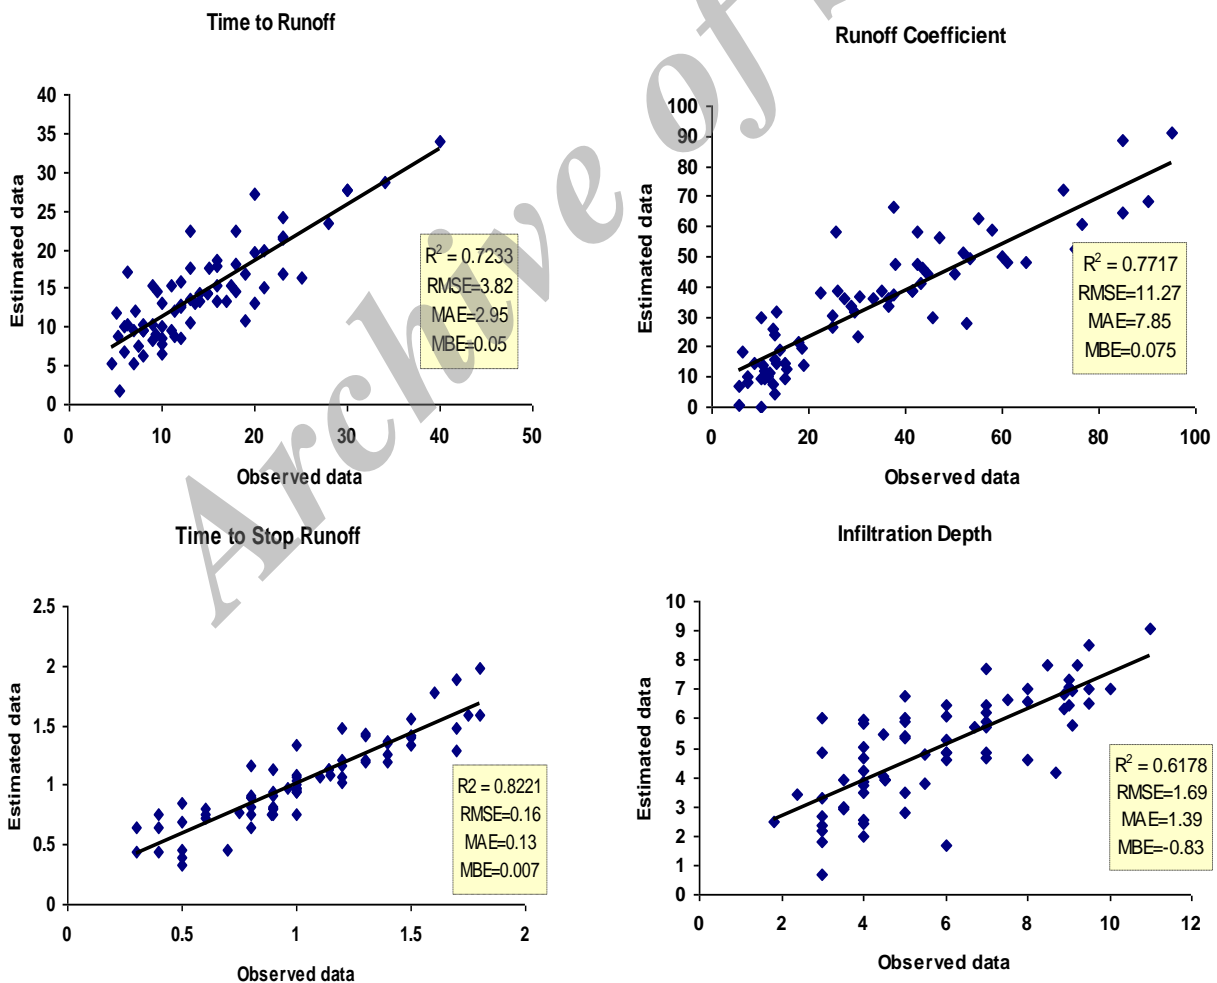 Time to Runoff
40
35
30
25
20
15
10
5
0
0 10 20 30 40 50
Estimated data
Observed data
R² = 0.7233
RMSE=3.82
MAE=2.95
MBE=0.05
Runoff Coefficient
100
90
80
70
60
50
40
30
20
10
0
0 20 40 60 80 100
Estimated data
Observed data
R² = 0.7717
RMSE=11.27
MAE=7.85
MBE=0.075
Time to Stop Runoff
2.5
2
1.5
1
0.5
0
0 0.5 1 1.5 2
Estimated data
Observed data
R2 = 0.8221
RMSE=0.16
MAE=0.13
MBE=0.007
Infiltration Depth
10
9
8
7
6
5
4
3
2
1
0
0 2 4 6 8 10 12
Estimated data
Observed data
R² = 0.6178
RMSE=1.69
MAE=1.39
MBE=-0.83
Archive of